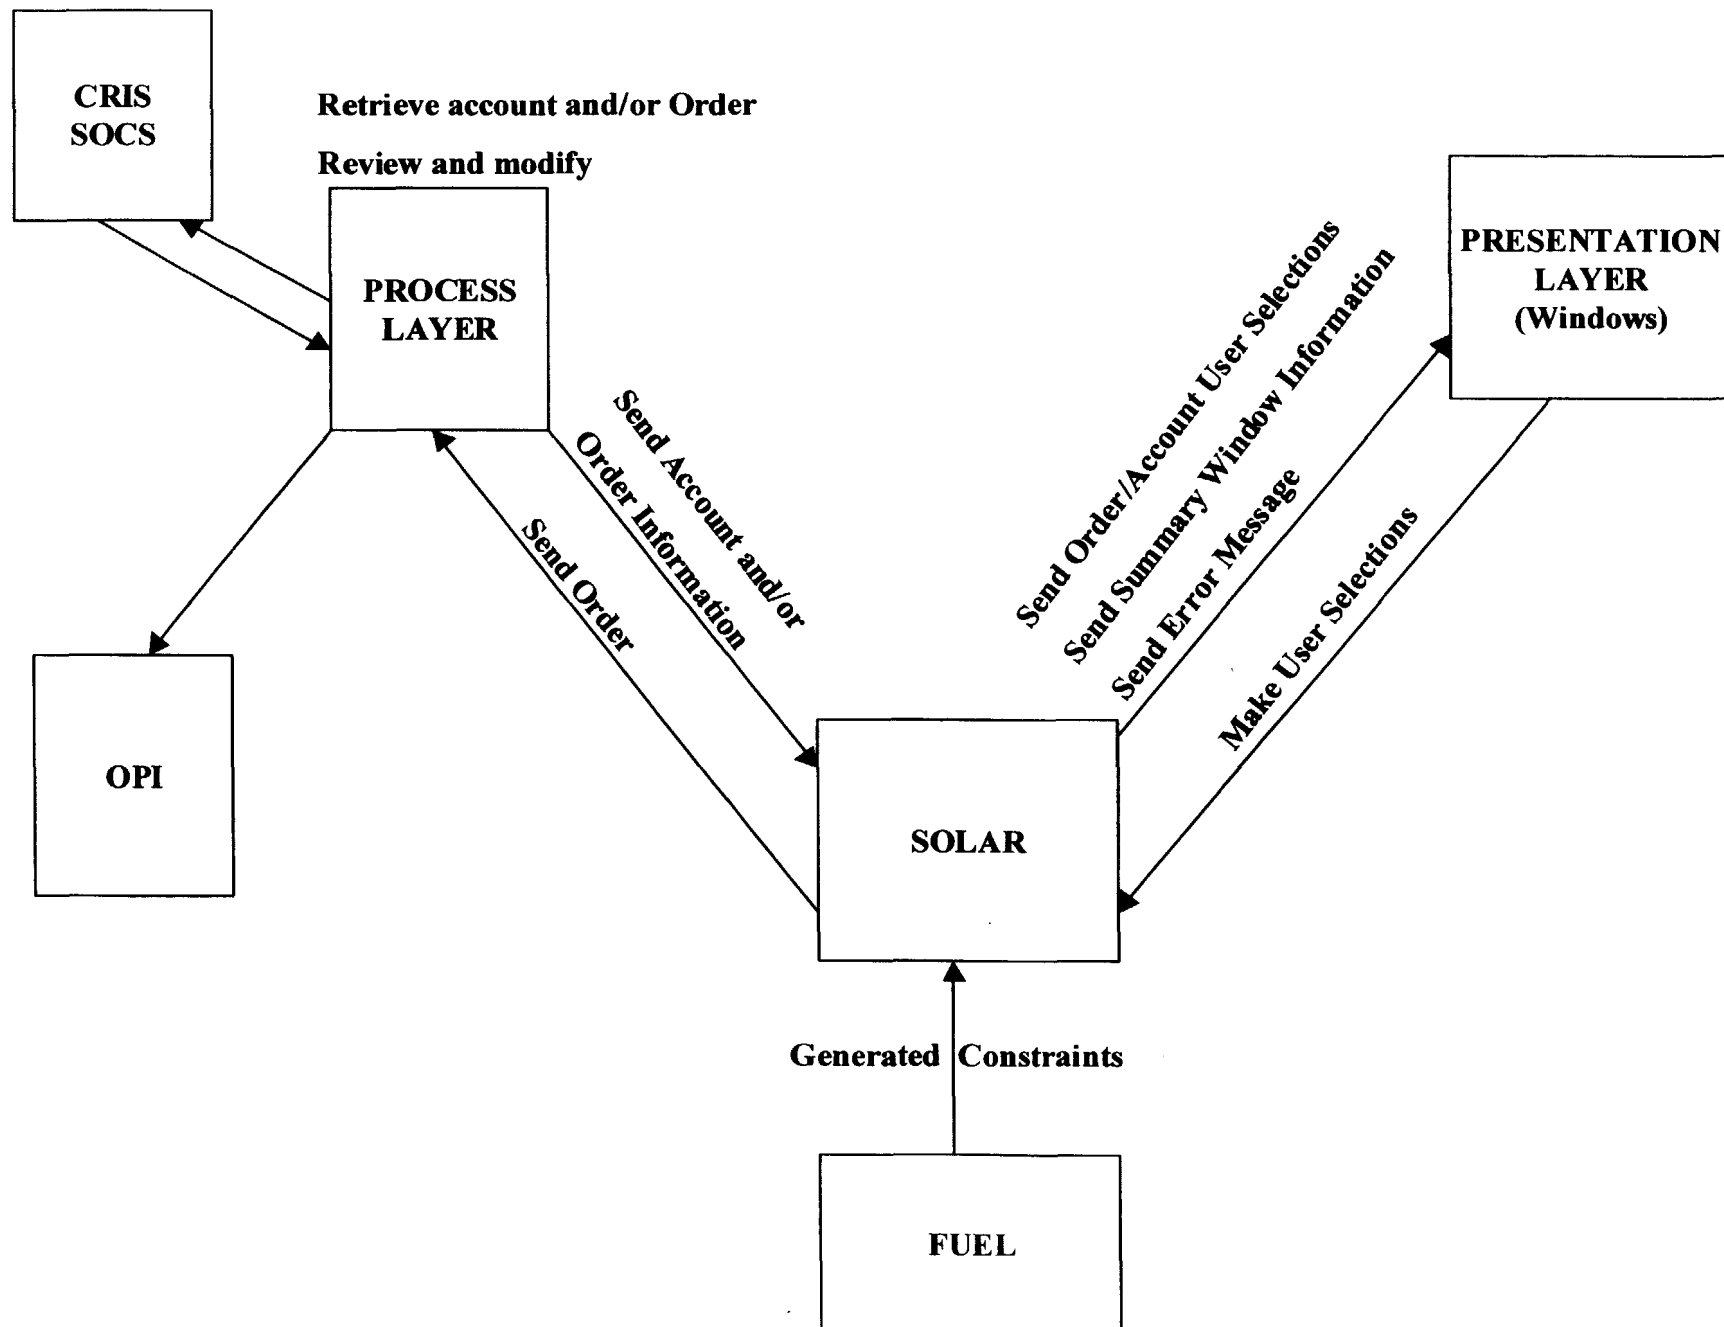 CRIS
SOCS
Retrieve account and/or Order
Review and modify
PROCESS
LAYER
PRESENTATION
LAYER
(Windows)
Send Account and/or
Order Information
Send Order
Send Order/Account User Selections
Send Summary Window Information
Send Error Message
Make User Selections
OPI
SOLAR
Generated Constraints
FUEL